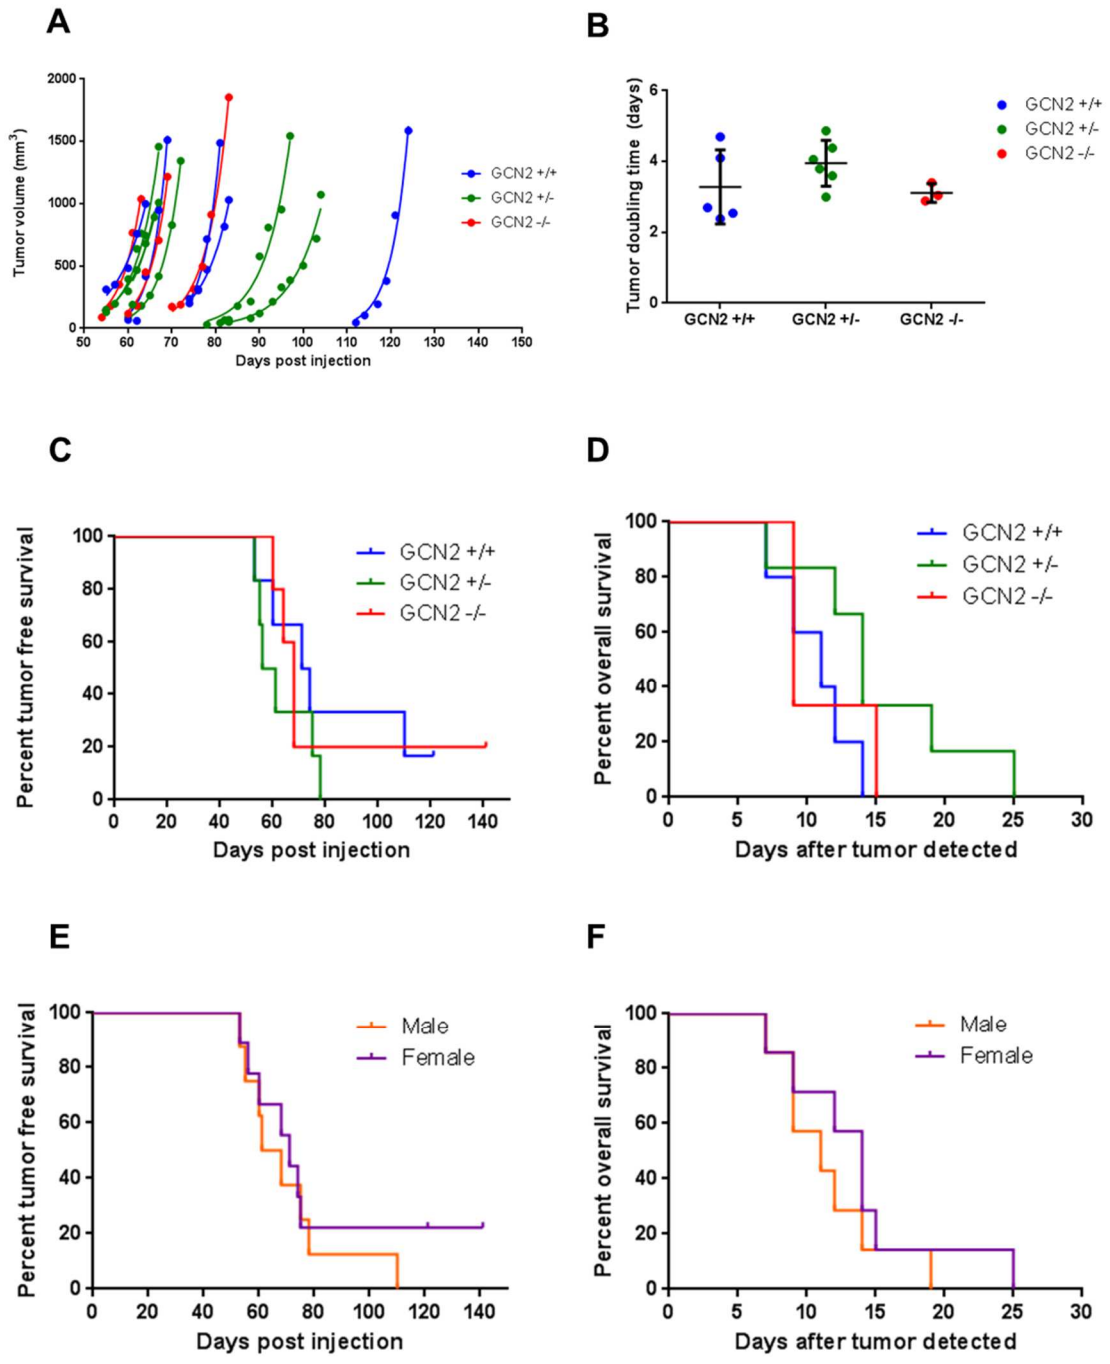 A
B
Tumor volume (mm³)
2000
1500
1000
500
0
50 60 70 80 90 100 110 120 130 140 150
Days post injection
GCN2 +/+
GCN2 +/-
GCN2 -/-
Tumor doubling time (days)
6
4
2
0
GCN2 +/+ GCN2 +/- GCN2 -/-
GCN2 +/+
GCN2 +/-
GCN2 -/-
C
D
Percent tumor free survival
100
80
60
40
20
0
0 20 40 60 80 100 120 140
Days post injection
GCN2 +/+
GCN2 +/-
GCN2 -/-
Percent overall survival
100
80
60
40
20
0
0 5 10 15 20 25 30
Days after tumor detected
GCN2 +/+
GCN2 +/-
GCN2 -/-
E
F
Percent tumor free survival
100
80
60
40
20
0
0 20 40 60 80 100 120 140
Days post injection
Male
Female
Percent overall survival
100
80
60
40
20
0
0 5 10 15 20 25 30
Days after tumor detected
Male
Female